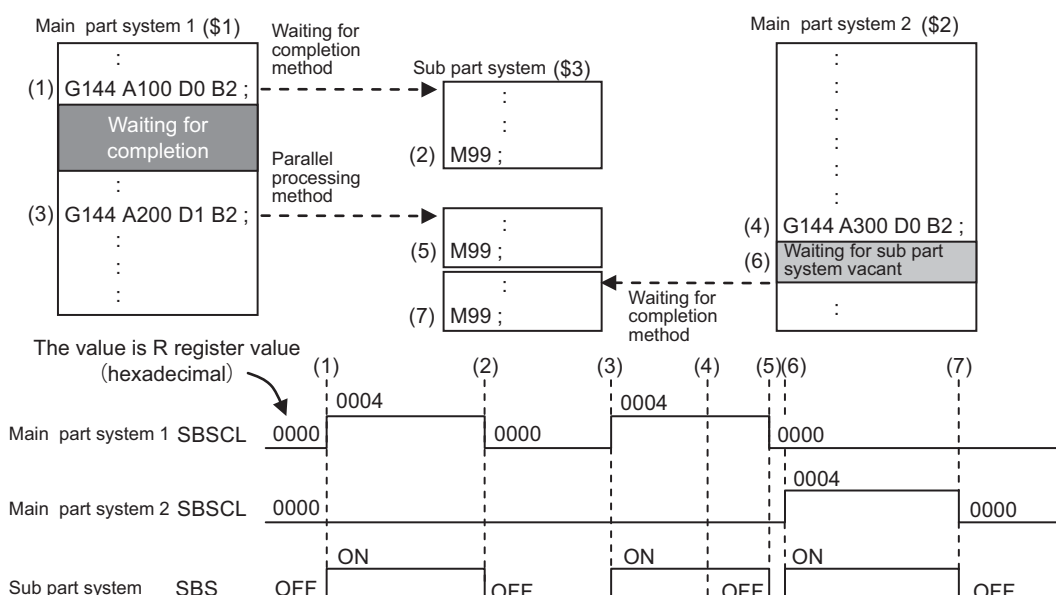 Main part system 1 ($1)
:
(1) G144 A100 D0 B2 ;
Waiting for
completion
:
(3) G144 A200 D1 B2 ;
:
:
:
Waiting for
completion
method
Parallel
processing
method
Sub part system ($3)
:
:
(2) M99 ;
:
(5) M99 ;
:
(7) M99 ;
Main part system 2 ($2)
:
:
:
:
:
:
(4) G144 A300 D0 B2 ;
(6) Waiting for sub part
system vacant
:
Waiting for
completion
method
The value is R register value
(hexadecimal)
(1) (2) (3) (4) (5)(6) (7)
Main part system 1 SBSCL 0000 0004 0000 0004 0000
Main part system 2 SBSCL 0000 0004 0000
Sub part system SBS OFF ON OFF ON OFF ON OFF